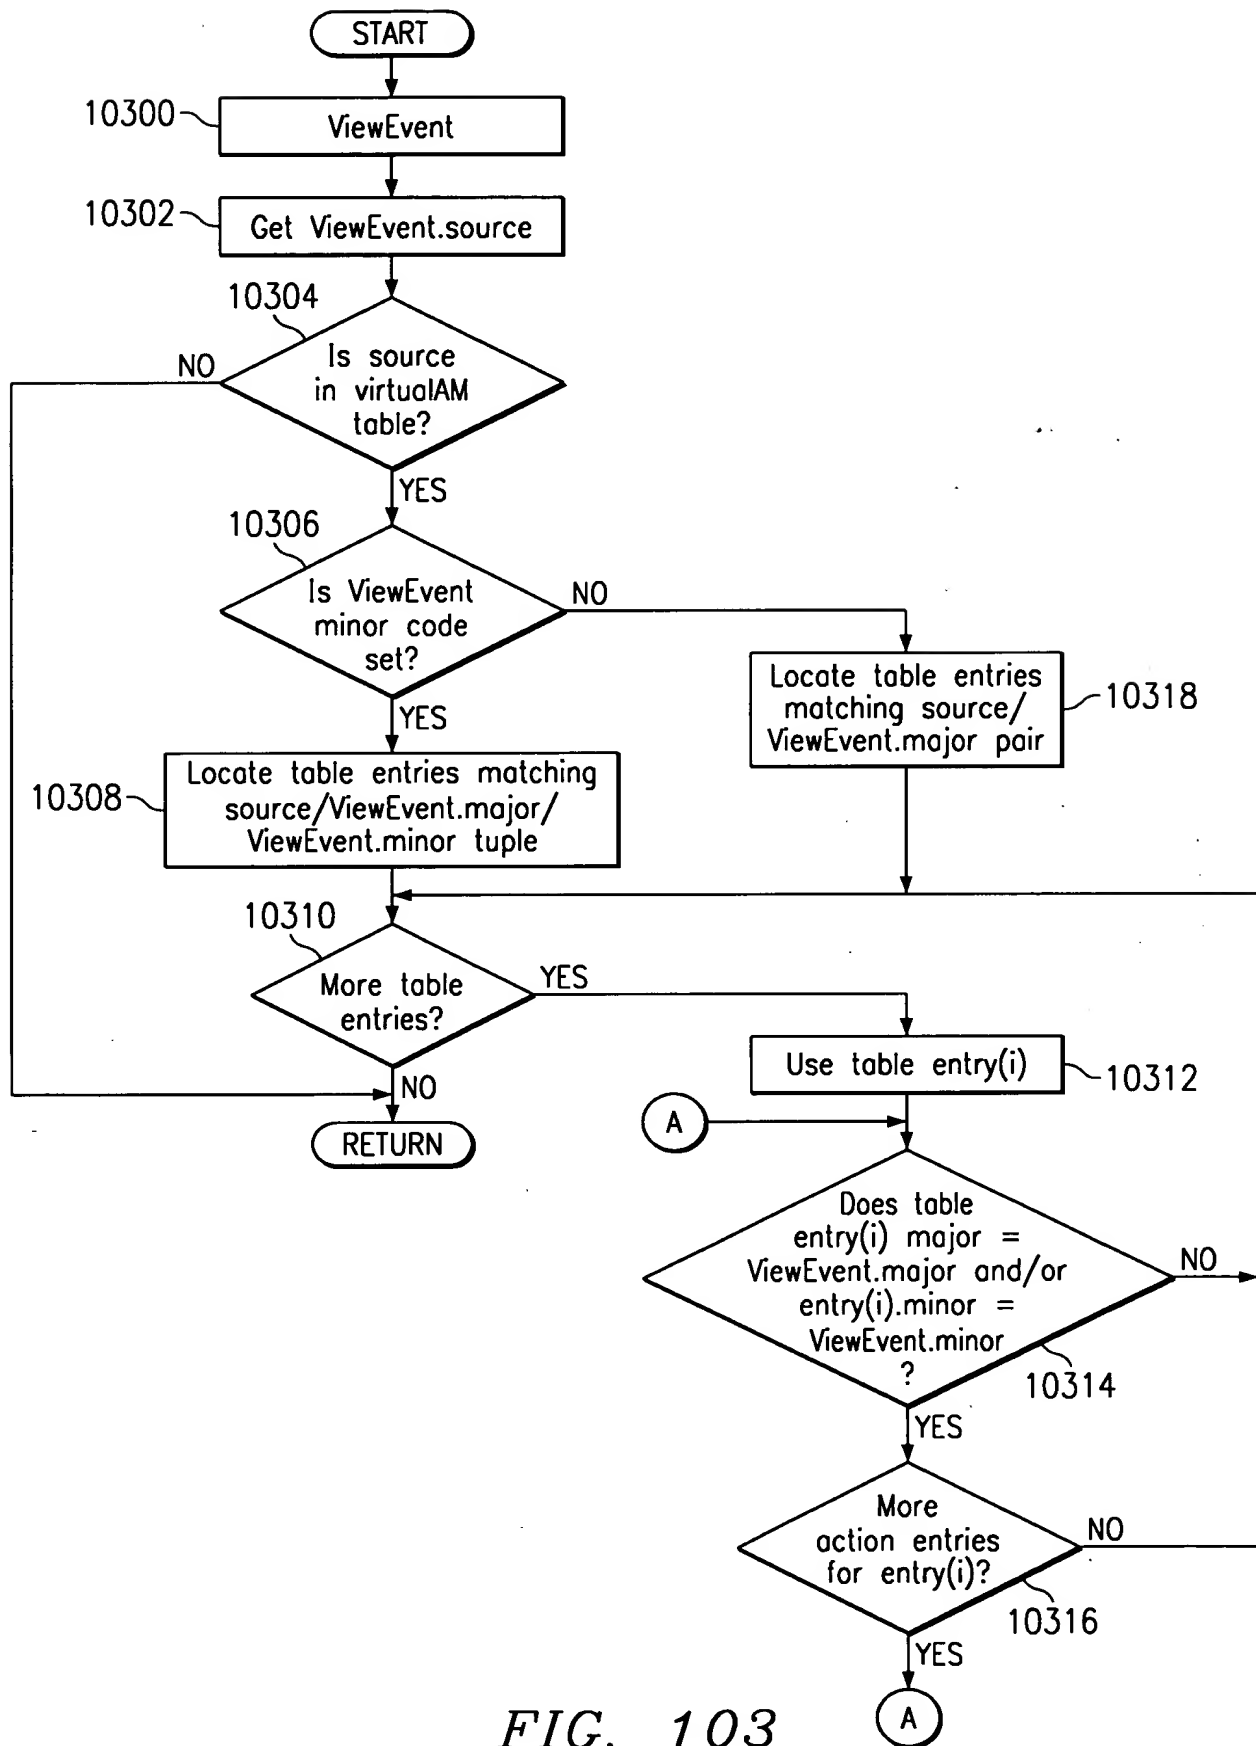 START
10300
ViewEvent
10302
Get ViewEvent.source
10304
Is source
in virtualAM
table?
NO
YES
10306
Is ViewEvent
minor code
set?
NO
YES
Locate table entries
matching source/
ViewEvent.major pair
10318
10308
Locate table entries matching
source/ViewEvent.major/
ViewEvent.minor tuple
10310
More table
entries?
YES
NO
RETURN
Use table entry(i)
10312
A
Does table
entry(i) major =
ViewEvent.major and/or
entry(i).minor =
ViewEvent.minor
?
NO
10314
YES
More
action entries
for entry(i)?
NO
10316
YES
A
FIG. 103